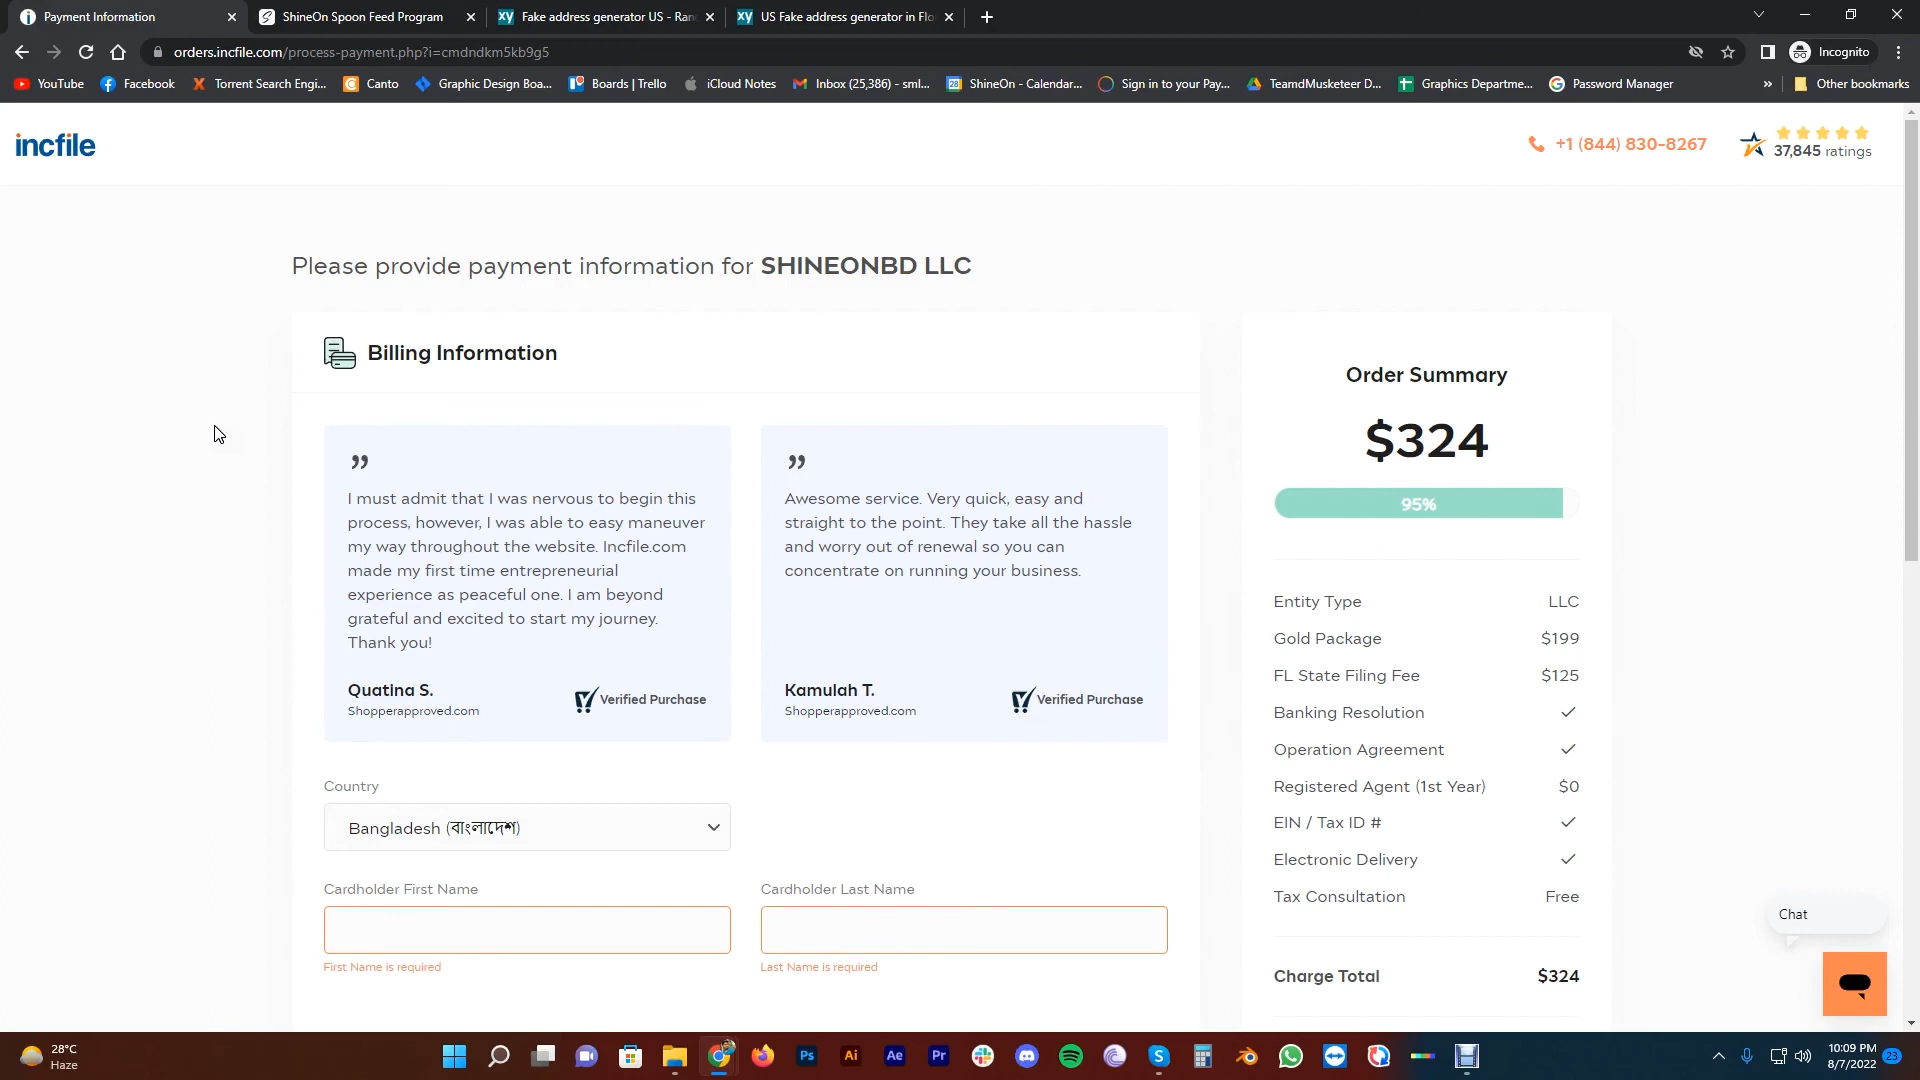 Payment Information
ShineOn Spoon Feed Program
Fake address generator US - Ran
US Fake address generator in Flo
orders.incfile.com/process-payment.php?i=cmdndkm5kb9g5
Incognito
YouTube
Facebook
Torrent Search Engi...
Canto
Graphic Design Boa...
Boards | Trello
iCloud Notes
Inbox (25,386) - sml...
ShineOn - Calendar...
Sign in to your Pay...
TeamdMusketeer D...
Graphics Departme...
Password Manager
»
Other bookmarks
incfile
+1 (844) 830-8267
37,845 ratings
Please provide payment information for SHINEONBD LLC
Billing Information
”
I must admit that I was nervous to begin this
process, however, I was able to easy maneuver
my way throughout the website. Incfile.com
made my first time entrepreneurial
experience as peaceful one. I am beyond
grateful and excited to start my journey.
Thank you!
Quatina S.
Shopperapproved.com
Verified Purchase
”
Awesome service. Very quick, easy and
straight to the point. They take all the hassle
and worry out of renewal so you can
concentrate on running your business.
Kamulah T.
Shopperapproved.com
Verified Purchase
Country
Bangladesh (বাংলাদেশ)
Cardholder First Name
First Name is required
Cardholder Last Name
Last Name is required
Order Summary
$324
95%
Entity Type LLC
Gold Package $199
FL State Filing Fee $125
Banking Resolution
Operation Agreement
Registered Agent (1st Year) $0
EIN / Tax ID #
Electronic Delivery
Tax Consultation Free
Charge Total $324
Chat
28°C
Haze
Ps
Ai
Ae
Pr
10:09 PM
8/7/2022
23